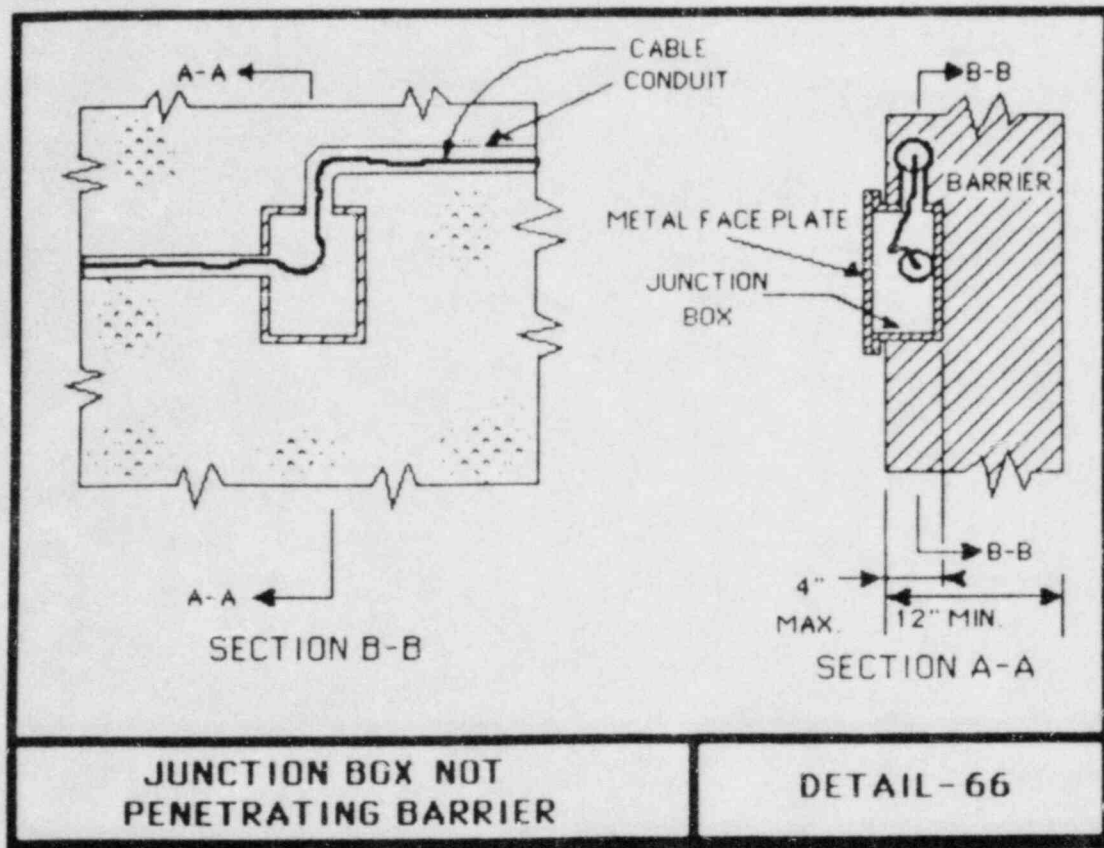 A-A
CABLE
CONDUIT
B-B
BARRIER
METAL FACE PLATE
JUNCTION
BOX
A-A
SECTION B-B
B-B
4"
MAX.
12" MIN.
SECTION A-A
JUNCTION BOX NOT
PENETRATING BARRIER
DETAIL-66